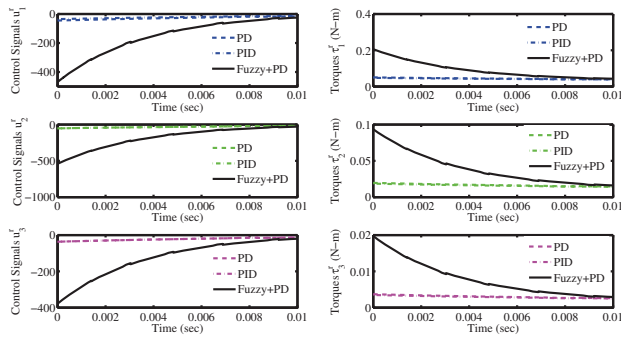 Control Signals u₁ʳ
0
−200
−400
PD
PID
Fuzzy+PD
0
0.002
0.004
0.006
0.008
0.01
Time (sec)
Torques τ₁ʳ (N−m)
0.4
0.2
0
PD
PID
Fuzzy+PD
0
0.002
0.004
0.006
0.008
0.01
Time (sec)
Control Signals u₂ʳ
0
−500
−1000
PD
PID
Fuzzy+PD
0
0.002
0.004
0.006
0.008
0.01
Time (sec)
Torques τ₂ʳ (N−m)
0.1
0.05
0
PD
PID
Fuzzy+PD
0
0.002
0.004
0.006
0.008
0.01
Time (sec)
Control Signals u₃ʳ
0
−200
−400
PD
PID
Fuzzy+PD
0
0.002
0.004
0.006
0.008
0.01
Time (sec)
Torques τ₃ʳ (N−m)
0.02
0.01
0
PD
PID
Fuzzy+PD
0
0.002
0.004
0.006
0.008
0.01
Time (sec)